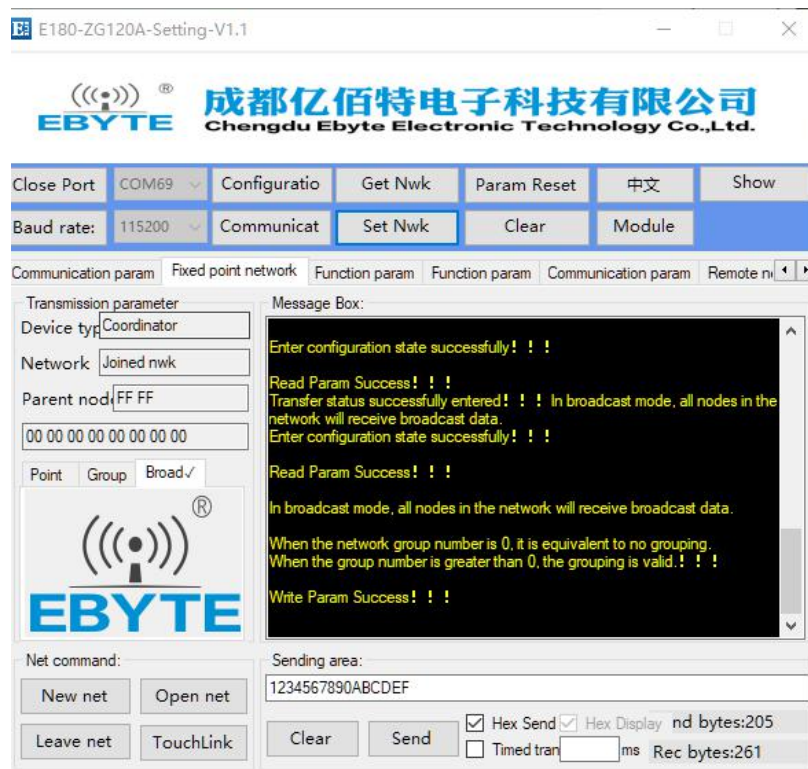 E180-ZG120A-Setting-V1.1
EBYTE ®
成都亿佰特电子科技有限公司
Chengdu Ebyte Electronic Technology Co.,Ltd.
Close Port COM69 Configuratio Get Nwk Param Reset 中文 Show
Baud rate: 115200 Communicat Set Nwk Clear Module
Communication param Fixed point network Function param Function param Communication param Remote n
Transmission parameter
Device typ Coordinator
Network Joined nwk
Parent nod FF FF
00 00 00 00 00 00 00 00
Point Group Broad✓
®
EBYTE
Message Box:
Enter configuration state successfully！！！
Read Param Success！！！
Transfer status successfully entered！！！ In broadcast mode, all nodes in the
network will receive broadcast data.
Enter configuration state successfully！！！
Read Param Success！！！
In broadcast mode, all nodes in the network will receive broadcast data.
When the network group number is 0, it is equivalent to no grouping.
When the group number is greater than 0, the grouping is valid.！！！
Write Param Success！！！
Net command:
New net Open net
Leave net TouchLink
Sending area:
1234567890ABCDEF
Clear Send
Hex Send Hex Display nd bytes:205
Timed tran ms Rec bytes:261